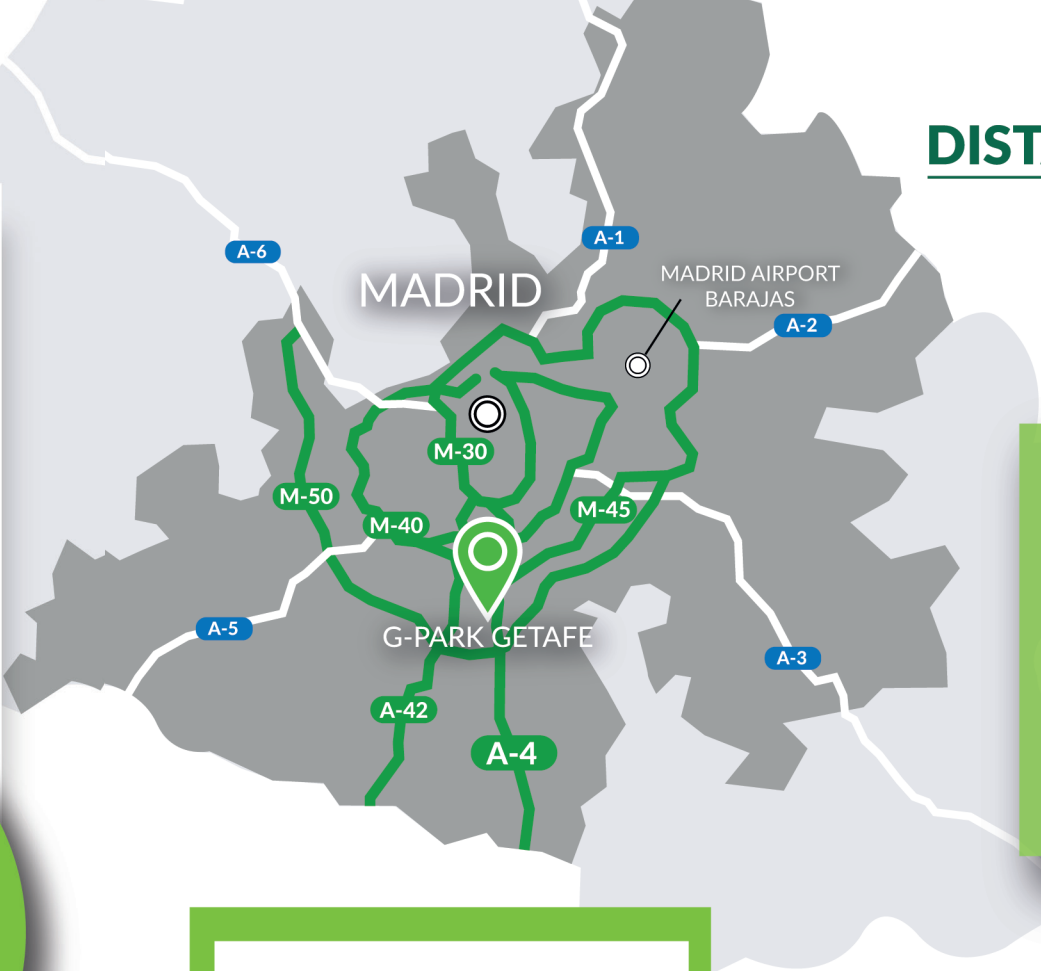 DIST
A-1
A-6
MADRID AIRPORT
BARAJAS
MADRID
A-2
M-30
M-50
M-45
M-40
A-5
G-PARK GETAFE
A-3
A-42
A-4